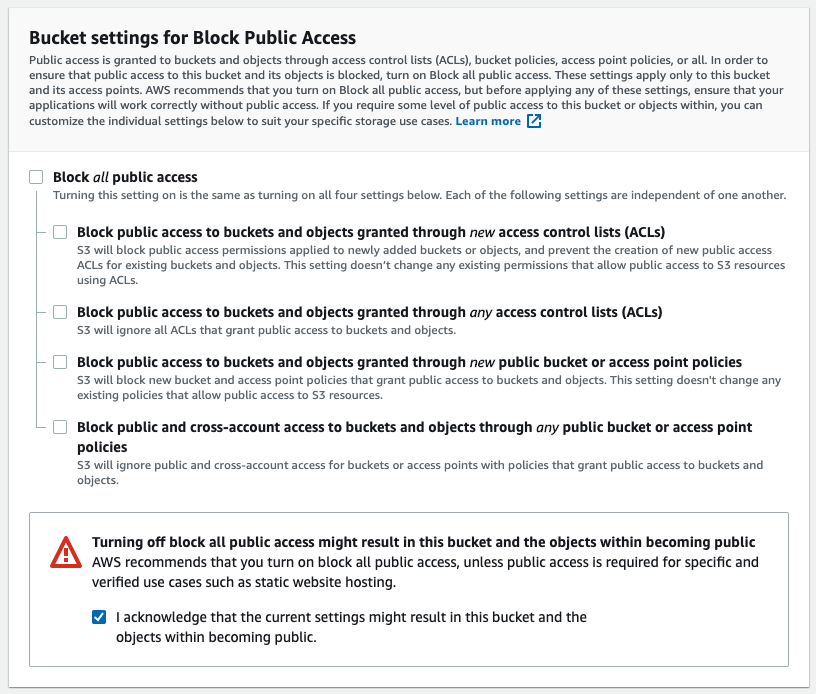 Bucket settings for Block Public Access
Public access is granted to buckets and objects through access control lists (ACLs), bucket policies, access point policies, or all. In order to
ensure that public access to this bucket and its objects is blocked, turn on Block all public access. These settings apply only to this bucket
and its access points. AWS recommends that you turn on Block all public access, but before applying any of these settings, ensure that your
applications will work correctly without public access. If you require some level of public access to this bucket or objects within, you can
customize the individual settings below to suit your specific storage use cases. Learn more
Block all public access
Turning this setting on is the same as turning on all four settings below. Each of the following settings are independent of one another.
Block public access to buckets and objects granted through new access control lists (ACLs)
S3 will block public access permissions applied to newly added buckets or objects, and prevent the creation of new public access
ACLs for existing buckets and objects. This setting doesn't change any existing permissions that allow public access to S3 resources
using ACLs.
Block public access to buckets and objects granted through any access control lists (ACLs)
S3 will ignore all ACLs that grant public access to buckets and objects.
Block public access to buckets and objects granted through new public bucket or access point policies
S3 will block new bucket and access point policies that grant public access to buckets and objects. This setting doesn't change any
existing policies that allow public access to S3 resources.
Block public and cross-account access to buckets and objects through any public bucket or access point
policies
S3 will ignore public and cross-account access for buckets or access points with policies that grant public access to buckets and
objects.
Turning off block all public access might result in this bucket and the objects within becoming public
AWS recommends that you turn on block all public access, unless public access is required for specific and
verified use cases such as static website hosting.
I acknowledge that the current settings might result in this bucket and the
objects within becoming public.